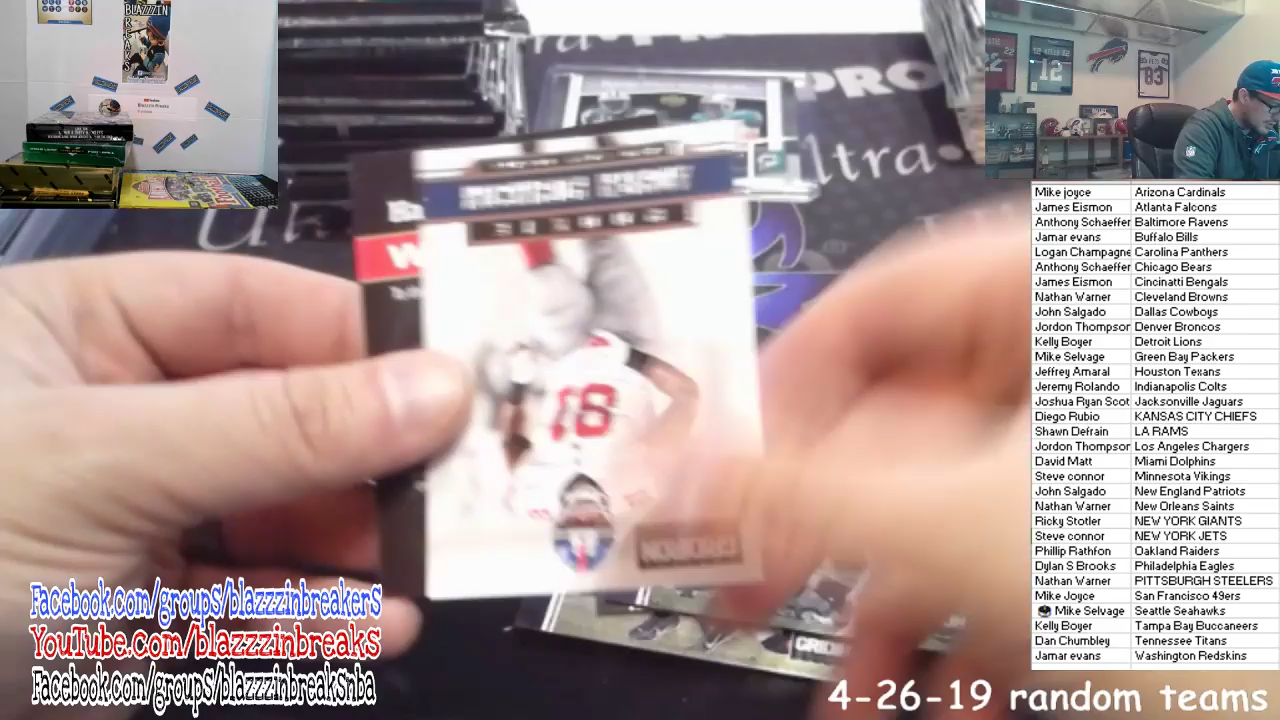 BLAZZZIN
BREAKS
PRO
ltra
12
83
22
18
Mike joyce Arizona Cardinals
James Eismon Atlanta Falcons
Anthony Schaeffer Baltimore Ravens
Jamar evans Buffalo Bills
Logan Champagne Carolina Panthers
Anthony Schaeffer Chicago Bears
James Eismon Cincinatti Bengals
Nathan Warner Cleveland Browns
John Salgado Dallas Cowboys
Jordon Thompson Denver Broncos
Kelly Boyer Detroit Lions
Mike Selvage Green Bay Packers
Jeffrey Amaral Houston Texans
Jeremy Rolando Indianapolis Colts
Joshua Ryan Scot Jacksonville Jaguars
Diego Rubio KANSAS CITY CHIEFS
Shawn Defrain LA RAMS
Jordon Thompson Los Angeles Chargers
David Matt Miami Dolphins
Steve connor Minnesota Vikings
John Salgado New England Patriots
Nathan Warner New Orleans Saints
Ricky Stotler NEW YORK GIANTS
Steve connor NEW YORK JETS
Phillip Rathfon Oakland Raiders
Dylan S Brooks Philadelphia Eagles
Nathan Warner PITTSBURGH STEELERS
Mike Joyce San Francisco 49ers
Mike Selvage Seattle Seahawks
Kelly Boyer Tampa Bay Buccaneers
Dan Chumbley Tennessee Titans
Jamar evans Washington Redskins
Facebook.com/groups/blazzzinbreakers
YouTube.com/blazzzinbreaks
Facebook.com/groups/blazzzinbreaksnba
4-26-19 random teams